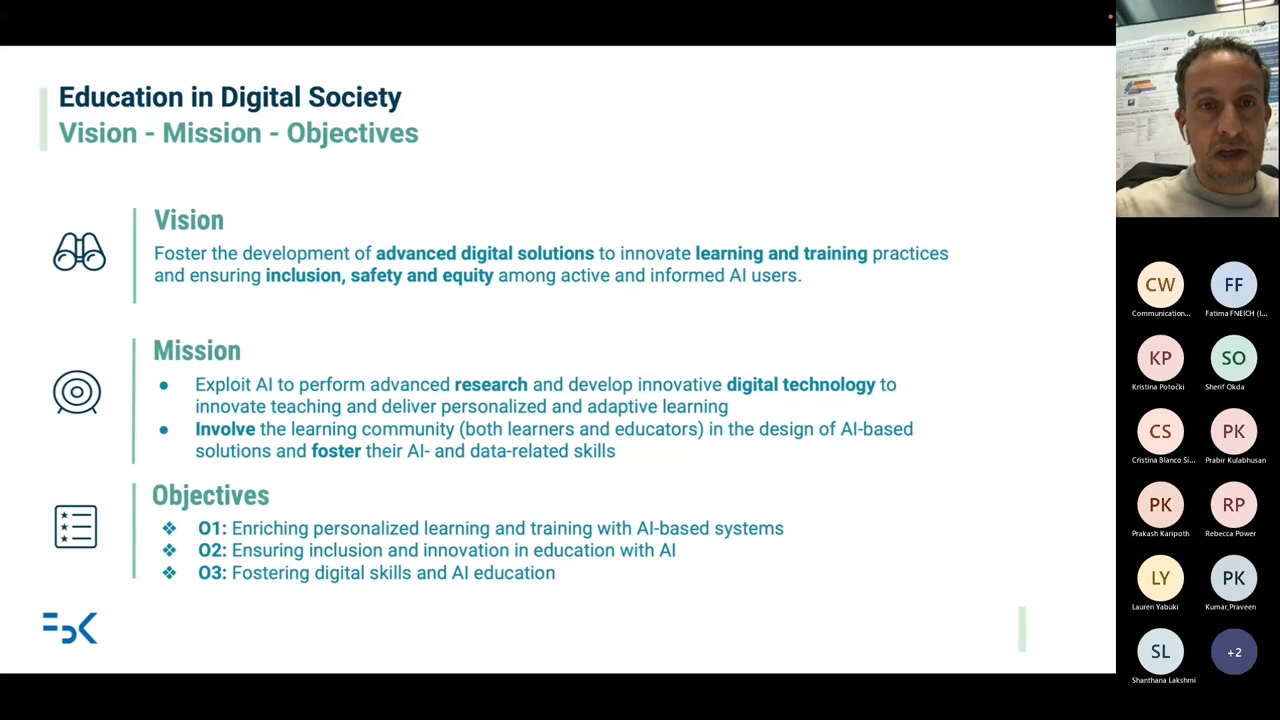 Education in Digital Society
Vision - Mission - Objectives
Vision
Foster the development of advanced digital solutions to innovate learning and training practices
and ensuring inclusion, safety and equity among active and informed AI users.
Mission
● Exploit AI to perform advanced research and develop innovative digital technology to
innovate teaching and deliver personalized and adaptive learning
● Involve the learning community (both learners and educators) in the design of AI-based
solutions and foster their AI- and data-related skills
Objectives
❖ O1: Enriching personalized learning and training with AI-based systems
❖ O2: Ensuring inclusion and innovation in education with AI
❖ O3: Fostering digital skills and AI education
FbK
CW
Communication...
FF
Fatima FNEICH (I...
KP
Kristina Potočki
SO
Sherif Okda
CS
Cristina Blanco Sí...
PK
Prabir Kulabhusan
PK
Prakash Karipoth
RP
Rebecca Power
LY
Lauren Yabuki
PK
Kumar,Praveen
SL
Shanthana Lakshmi
+2